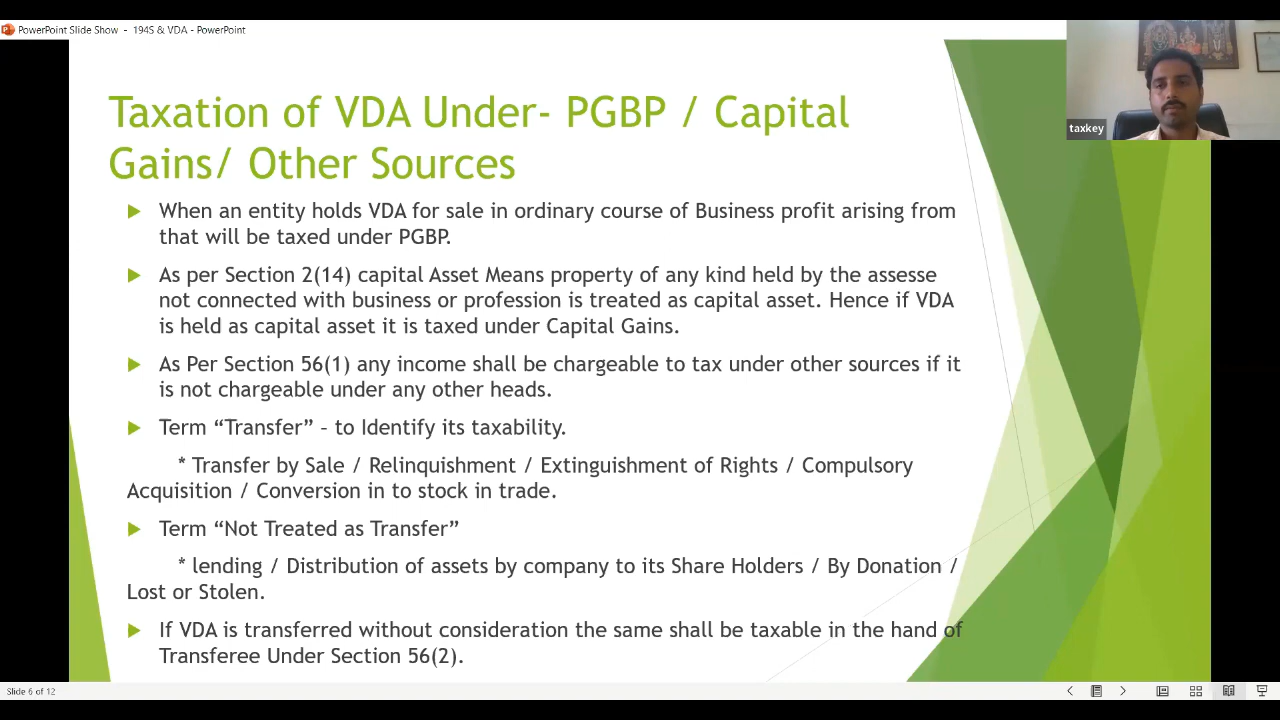 PowerPoint Slide Show - 194S & VDA - PowerPoint
taxkey
Taxation of VDA Under- PGBP / Capital
Gains/ Other Sources
When an entity holds VDA for sale in ordinary course of Business profit arising from
that will be taxed under PGBP.
As per Section 2(14) capital Asset Means property of any kind held by the assesse
not connected with business or profession is treated as capital asset. Hence if VDA
is held as capital asset it is taxed under Capital Gains.
As Per Section 56(1) any income shall be chargeable to tax under other sources if it
is not chargeable under any other heads.
Term “Transfer” – to Identify its taxability.
* Transfer by Sale / Relinquishment / Extinguishment of Rights / Compulsory
Acquisition / Conversion in to stock in trade.
Term “Not Treated as Transfer”
* lending / Distribution of assets by company to its Share Holders / By Donation /
Lost or Stolen.
If VDA is transferred without consideration the same shall be taxable in the hand of
Transferee Under Section 56(2).
Slide 6 of 12